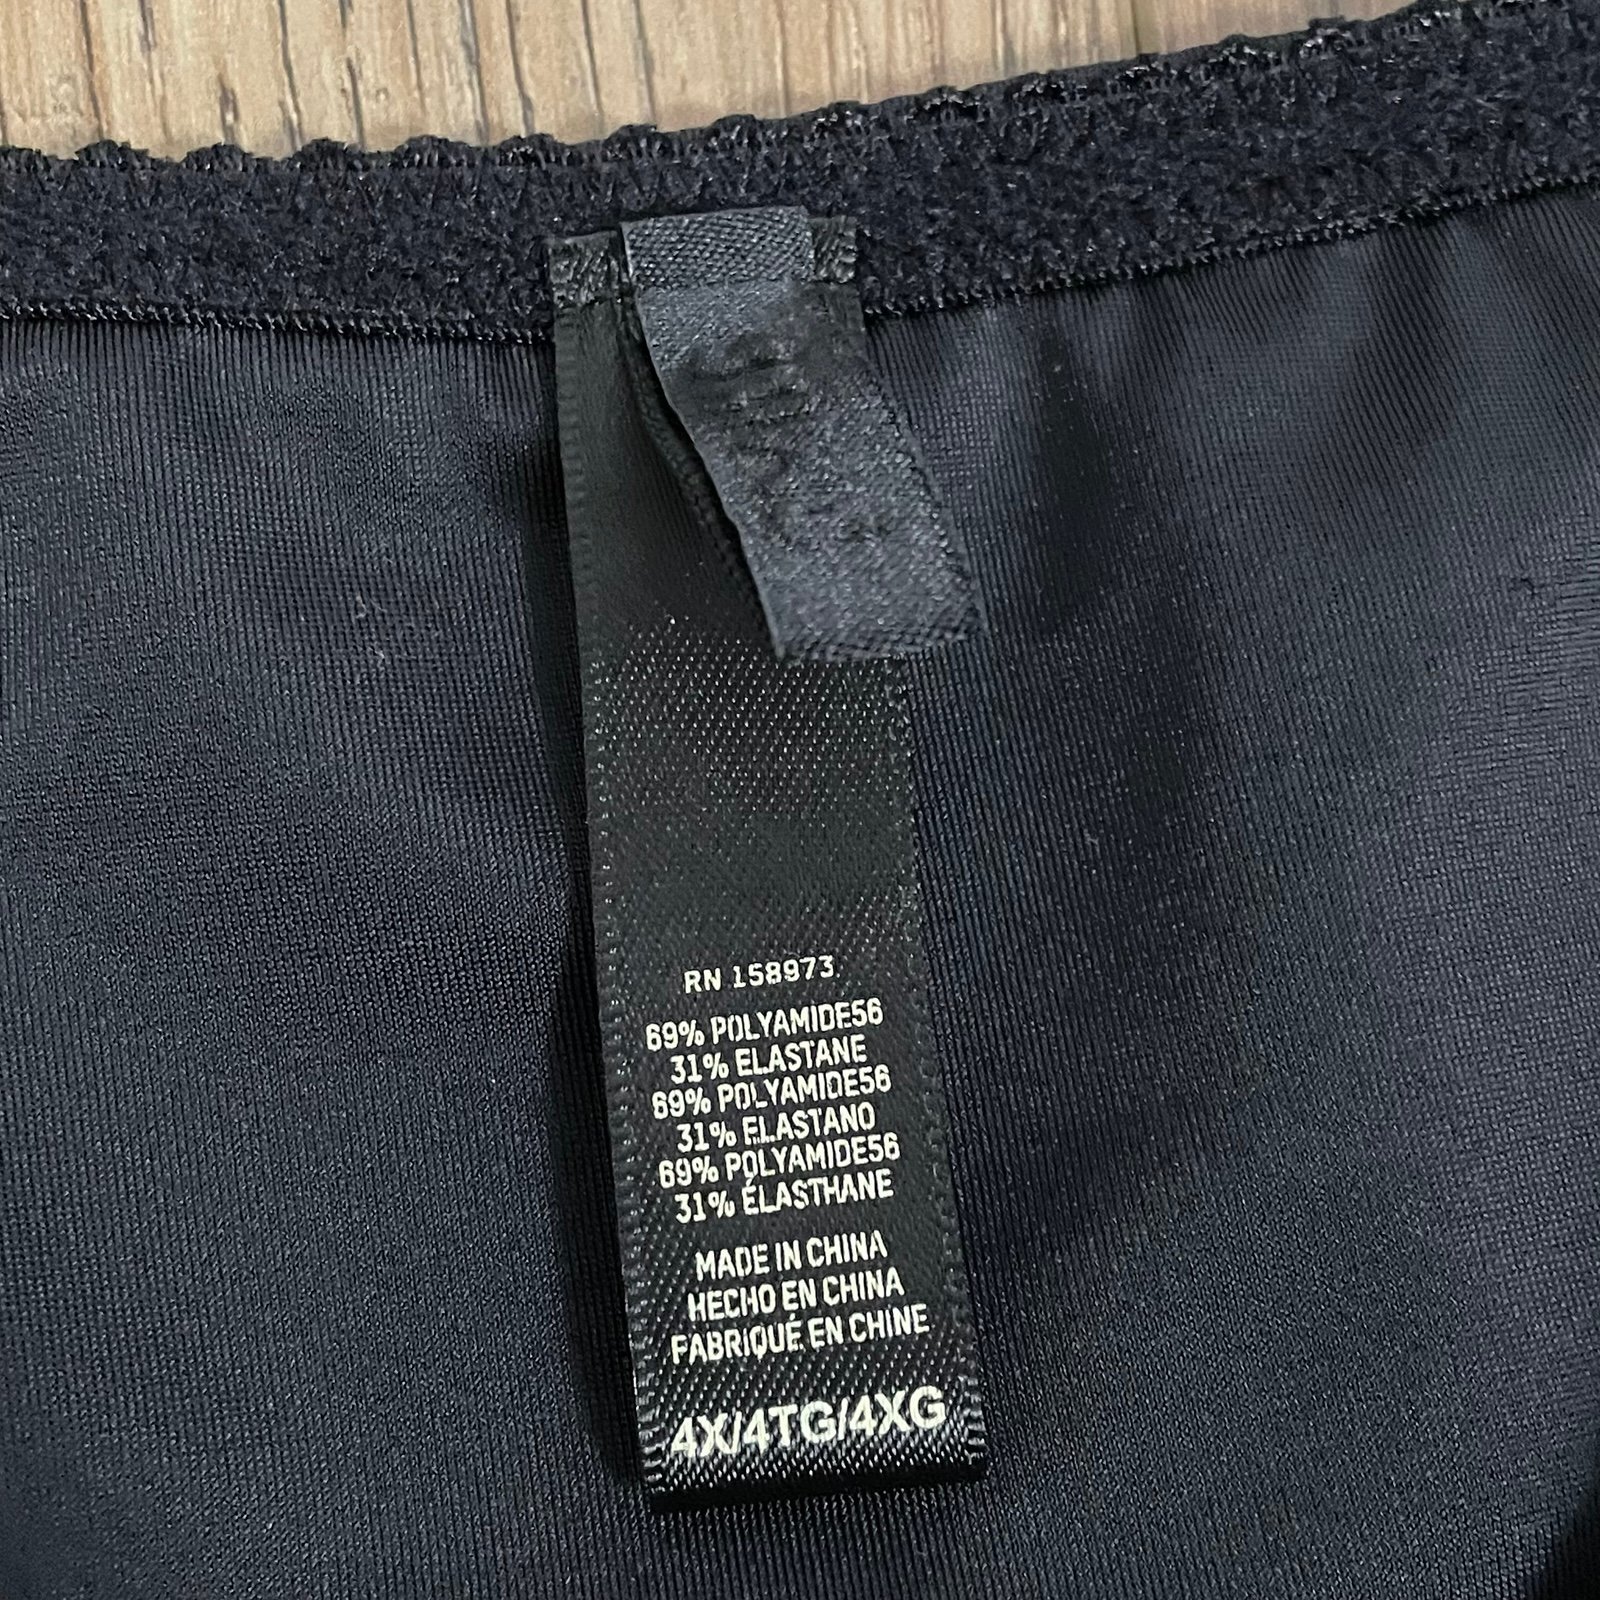 RN 158973
69% POLYAMIDE56
31% ELASTANE
69% POLYAMIDE56
31% ELASTANO
69% POLYAMIDE56
31% ÉLASTHANE
MADE IN CHINA
HECHO EN CHINA
FABRIQUÉ EN CHINE
4X/4TG/4XG